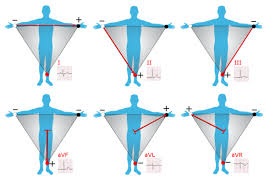 − − I +
− II +
− III +
+ aVF
+ aVL −
+ aVR −